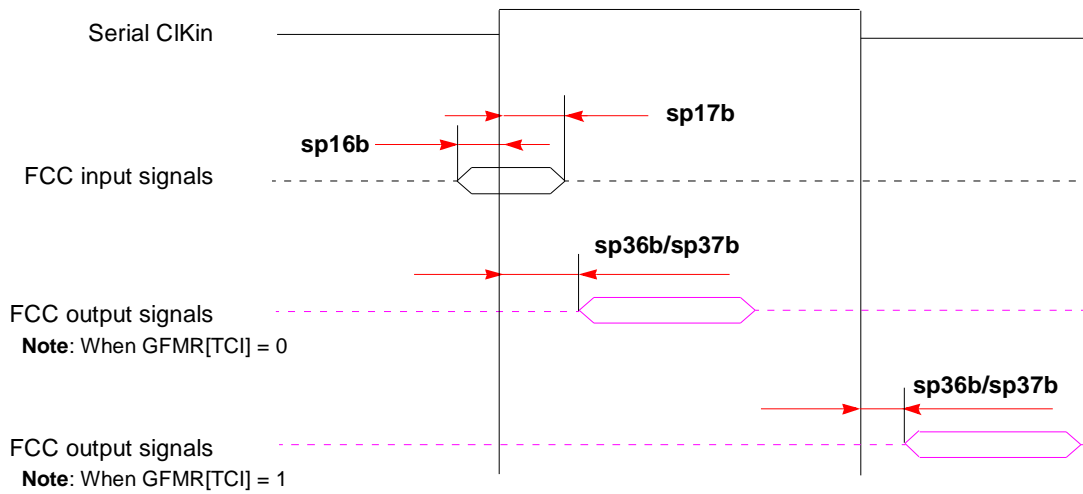 Serial ClKin
sp17b
sp16b
FCC input signals
sp36b/sp37b
FCC output signals
Note: When GFMR[TCI] = 0
sp36b/sp37b
FCC output signals
Note: When GFMR[TCI] = 1